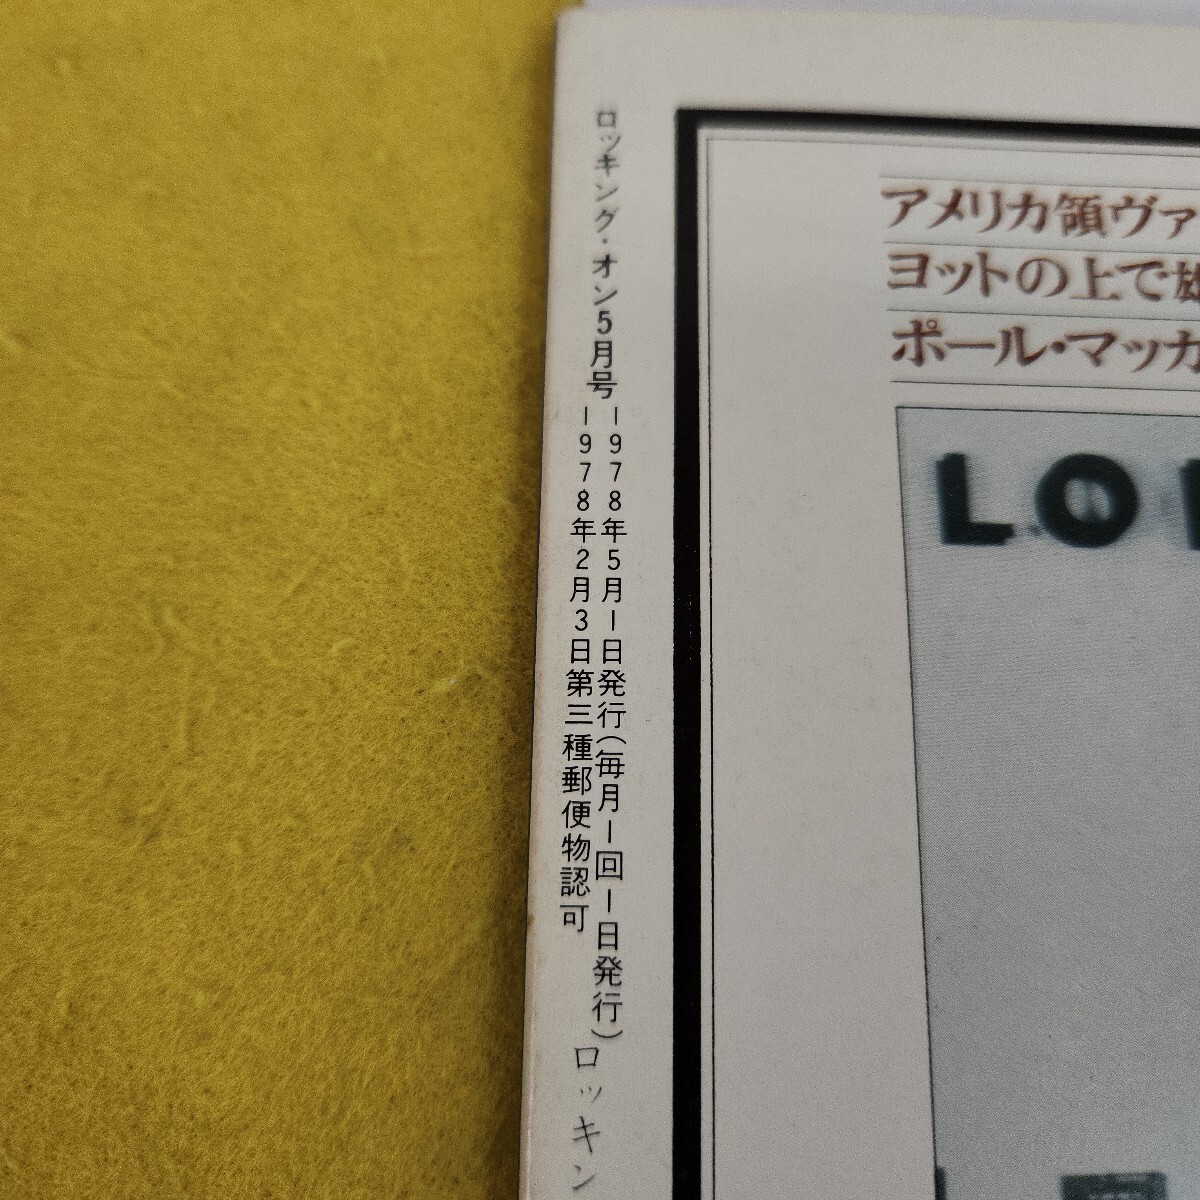 ロッキング・オン5月号
1978年5月1日発行(毎月1回1日発行)
1978年2月3日第三種郵便物認可
ロッキン
アメリカ領ヴァ
ヨットの上で雄
ポール・マッカ
LO